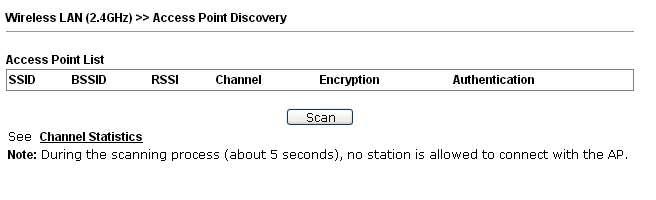 Wireless LAN (2.4GHz) >> Access Point Discovery
Access Point List
SSID BSSID RSSI Channel Encryption Authentication
Scan
See Channel Statistics
Note: During the scanning process (about 5 seconds), no station is allowed to connect with the AP.